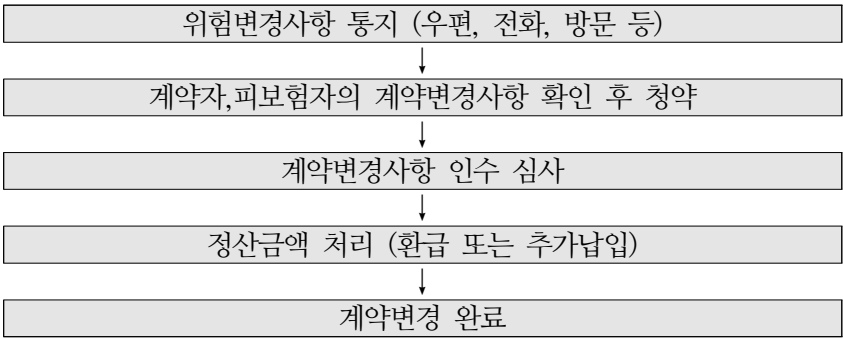 위험변경사항 통지 (우편, 전화, 방문 등)
계약자,피보험자의 계약변경사항 확인 후 청약
계약변경사항 인수 심사
정산금액 처리 (환급 또는 추가납입)
계약변경 완료